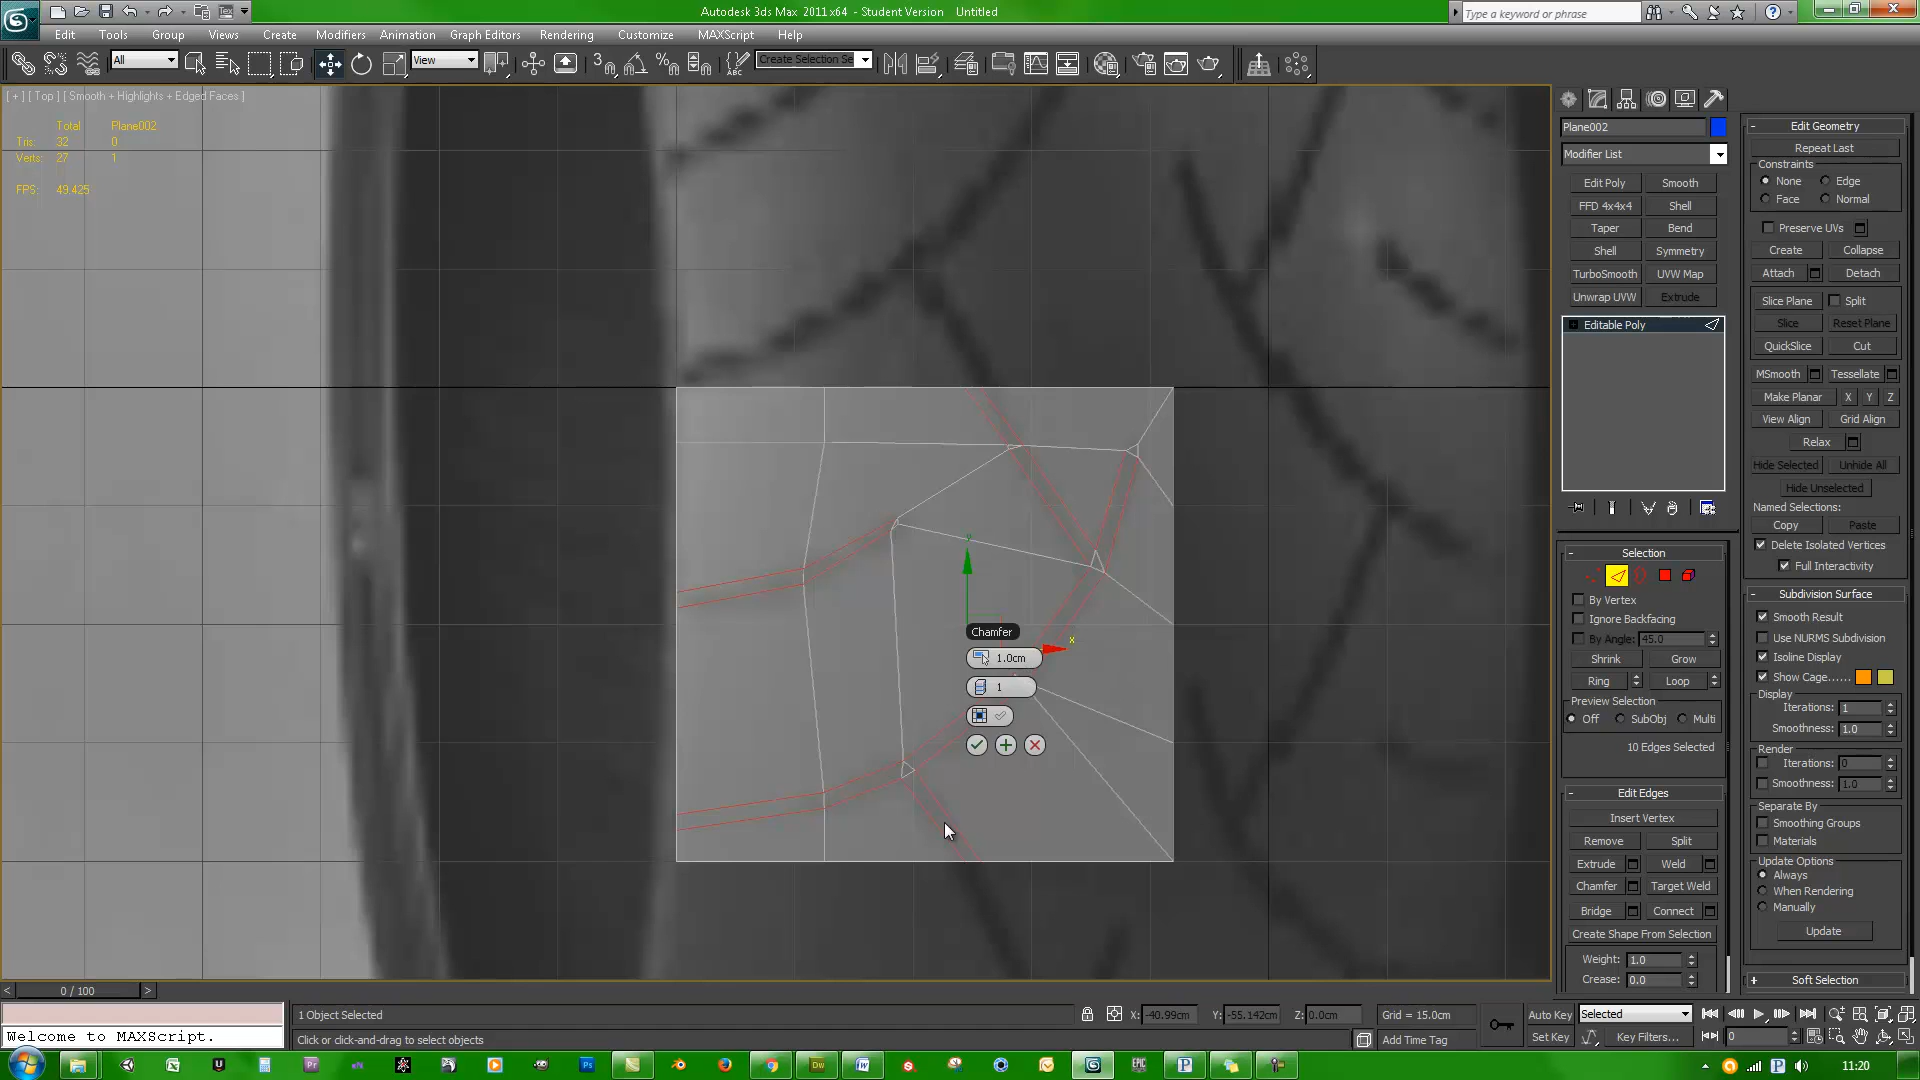 Autodesk 3ds Max 2011 x64 - Student Version Untitled
Type a keyword or phrase
Edit Tools Group Views Create Modifiers Animation Graph Editors Rendering Customize MAXScript Help
All View Create Selection Se
[ + ] [ Top ] [ Smooth + Highlights + Edged Faces ]
Total Plane002
Tris: 32 0
Verts: 27 1
FPS: 49.425
y
x
Chamfer
1.0cm
1
Plane002
Modifier List
Edit Poly Smooth
FFD 4x4x4 Shell
Taper Bend
Shell Symmetry
TurboSmooth UVW Map
Unwrap UVW Extrude
Editable Poly
Selection
By Vertex
Ignore Backfacing
By Angle: 45.0
Shrink Grow
Ring Loop
Preview Selection
Off SubObj Multi
10 Edges Selected
Edit Edges
Insert Vertex
Remove Split
Extrude Weld
Chamfer Target Weld
Bridge Connect
Create Shape From Selection
Weight: 1.0
Crease: 0.0
Edit Geometry
Repeat Last
Constraints
None Edge
Face Normal
Preserve UVs
Create Collapse
Attach Detach
Slice Plane Split
Slice Reset Plane
QuickSlice Cut
MSmooth Tessellate
Make Planar X Y Z
View Align Grid Align
Relax
Hide Selected Unhide All
Hide Unselected
Named Selections:
Copy Paste
Delete Isolated Vertices
Full Interactivity
Subdivision Surface
Smooth Result
Use NURMS Subdivision
Isoline Display
Show Cage......
Display
Iterations: 1
Smoothness: 1.0
Render
Iterations: 0
Smoothness: 1.0
Separate By
Smoothing Groups
Materials
Update Options
Always
When Rendering
Manually
Update
Soft Selection
< 0 / 100 >
1 Object Selected X: -40.99cm Y: -55.142cm Z: 0.0cm Grid = 15.0cm Auto Key Selected
Welcome to MAXScript. Click or click-and-drag to select objects Add Time Tag Set Key Key Filters... 0
11:20